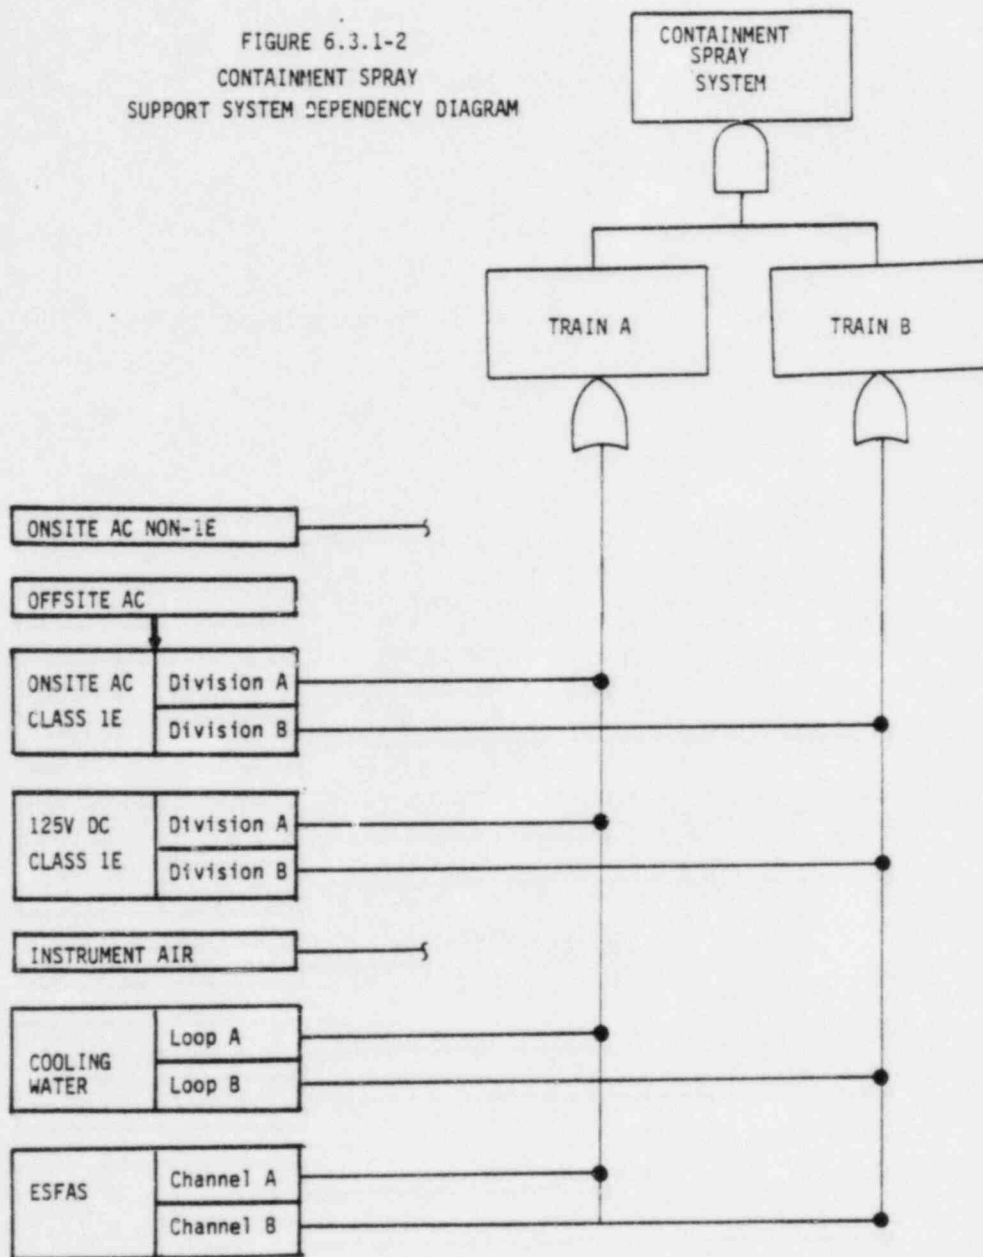 FIGURE 6.3.1-2
CONTAINMENT SPRAY
SUPPORT SYSTEM DEPENDENCY DIAGRAM
CONTAINMENT
SPRAY
SYSTEM
TRAIN A
TRAIN B
ONSITE AC NON-1E
OFFSITE AC
ONSITE AC
CLASS 1E
Division A
Division B
125V DC
CLASS 1E
Division A
Division B
INSTRUMENT AIR
COOLING
WATER
Loop A
Loop B
ESFAS
Channel A
Channel B